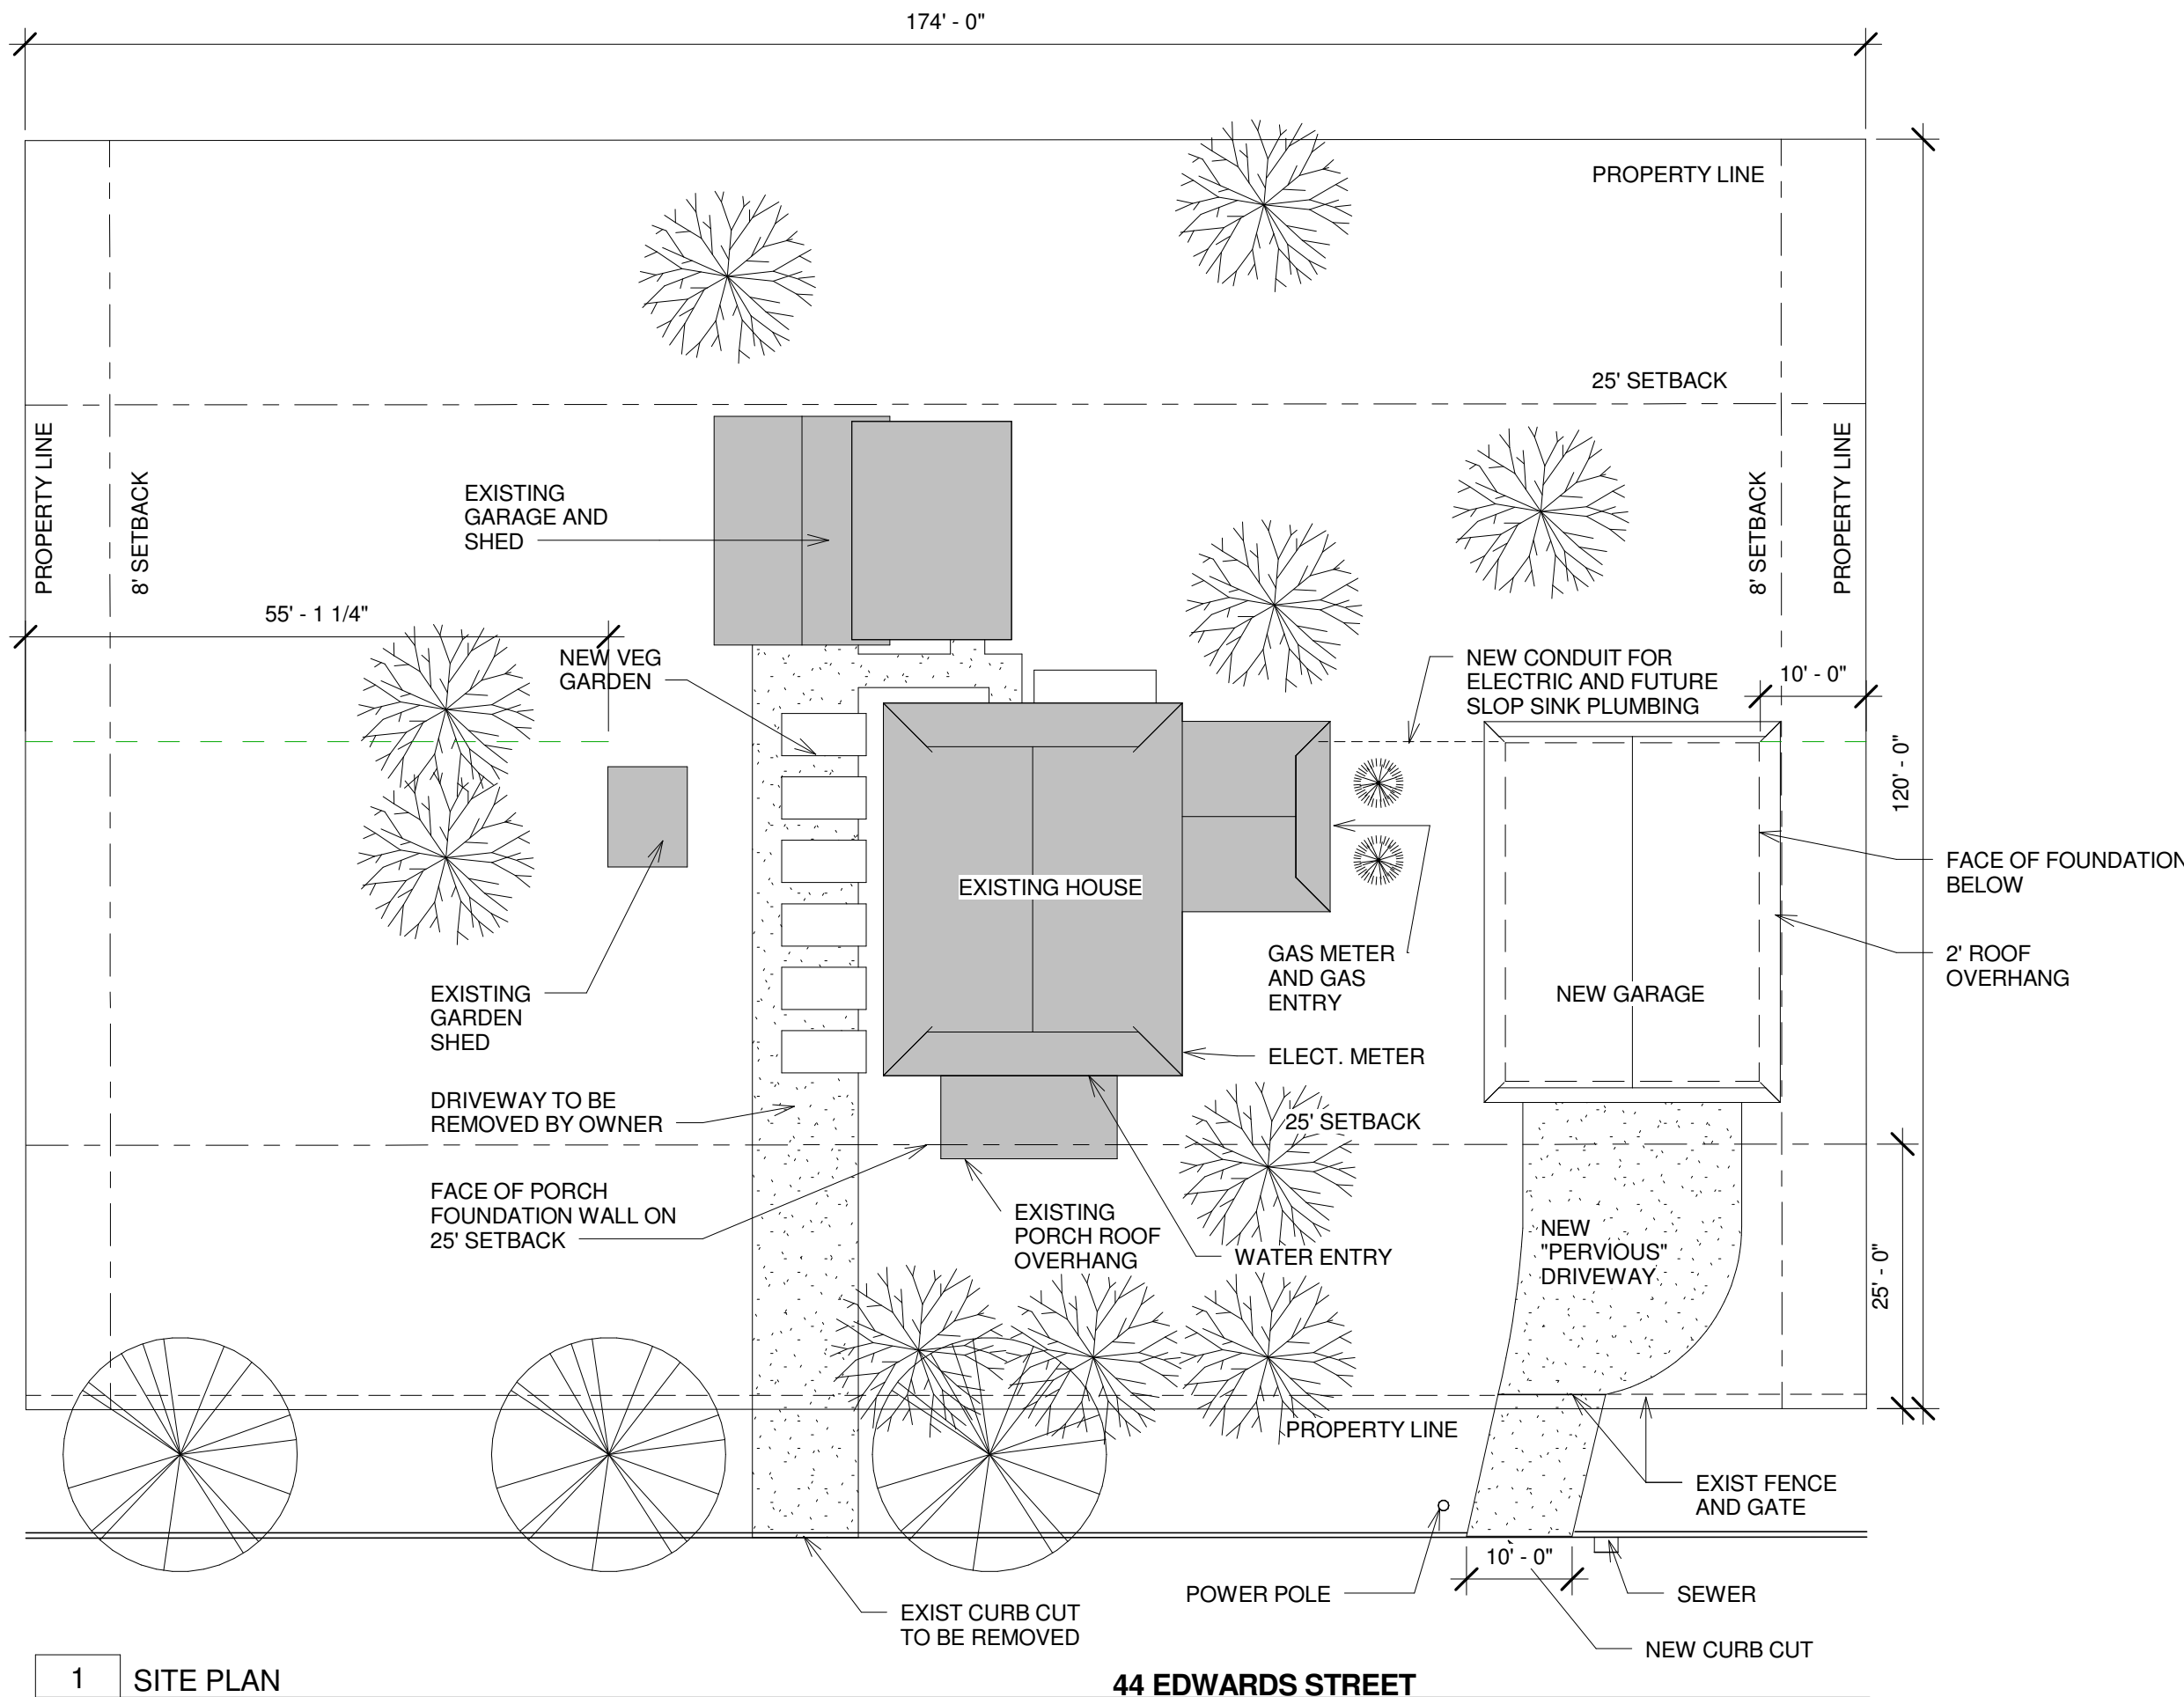 174' - 0"
PROPERTY LINE
25' SETBACK
PROPERTY LINE
8' SETBACK
EXISTING
GARAGE AND
SHED
8' SETBACK
PROPERTY LINE
55' - 1 1/4"
NEW VEG
GARDEN
NEW CONDUIT FOR
ELECTRIC AND FUTURE
SLOP SINK PLUMBING
10' - 0"
120' - 0"
FACE OF FOUNDATION
BELOW
EXISTING HOUSE
2' ROOF
OVERHANG
GAS METER
AND GAS
ENTRY
NEW GARAGE
EXISTING
GARDEN
SHED
ELECT. METER
DRIVEWAY TO BE
REMOVED BY OWNER
25' SETBACK
FACE OF PORCH
FOUNDATION WALL ON
25' SETBACK
EXISTING
PORCH ROOF
OVERHANG
WATER ENTRY
NEW
"PERVIOUS"
DRIVEWAY
25' - 0"
PROPERTY LINE
EXIST FENCE
AND GATE
10' - 0"
POWER POLE
SEWER
EXIST CURB CUT
TO BE REMOVED
NEW CURB CUT
1 SITE PLAN
44 EDWARDS STREET